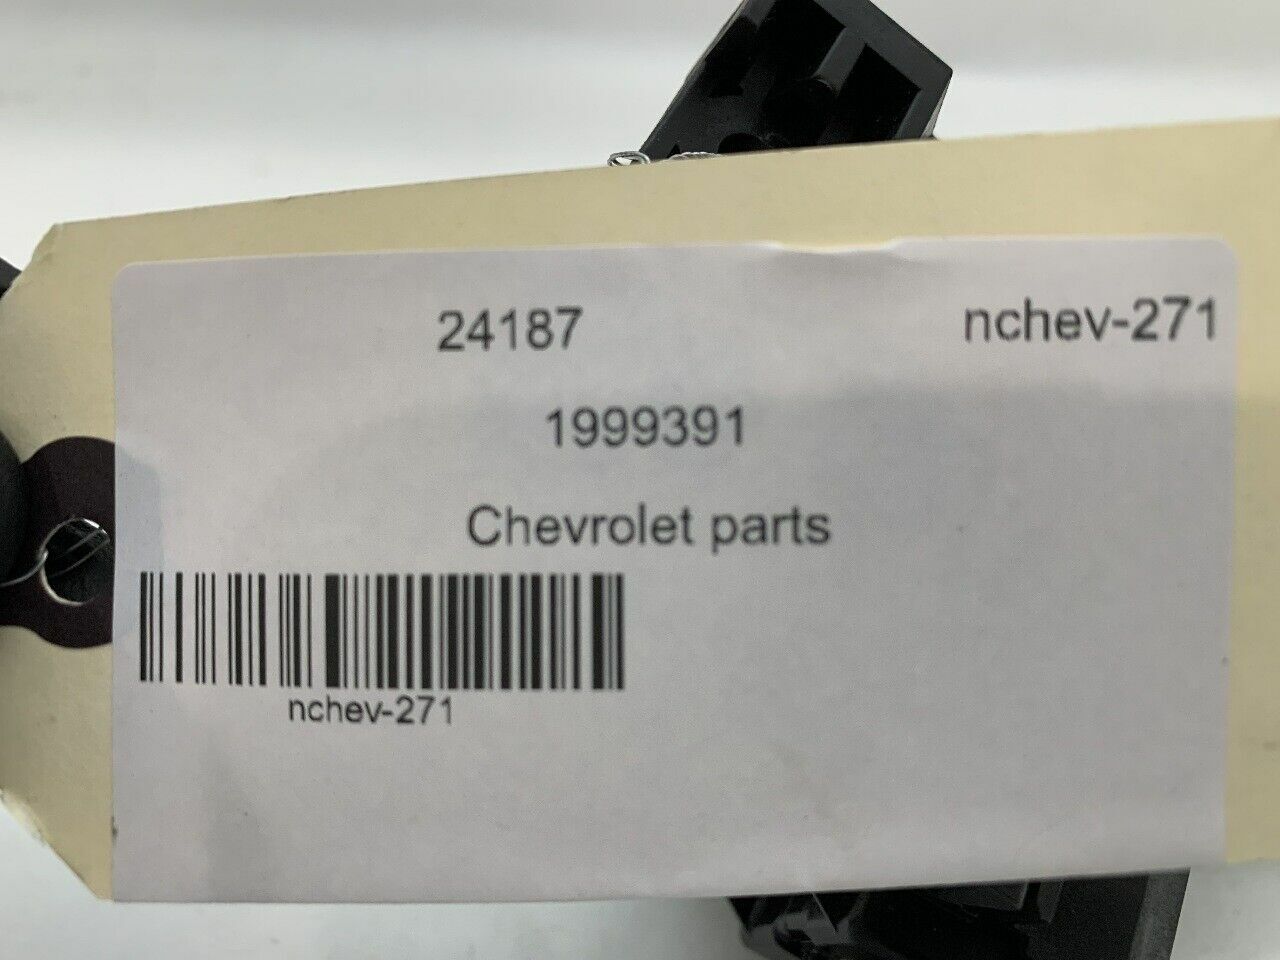 24187 nchev-271
1999391
Chevrolet parts
nchev-271